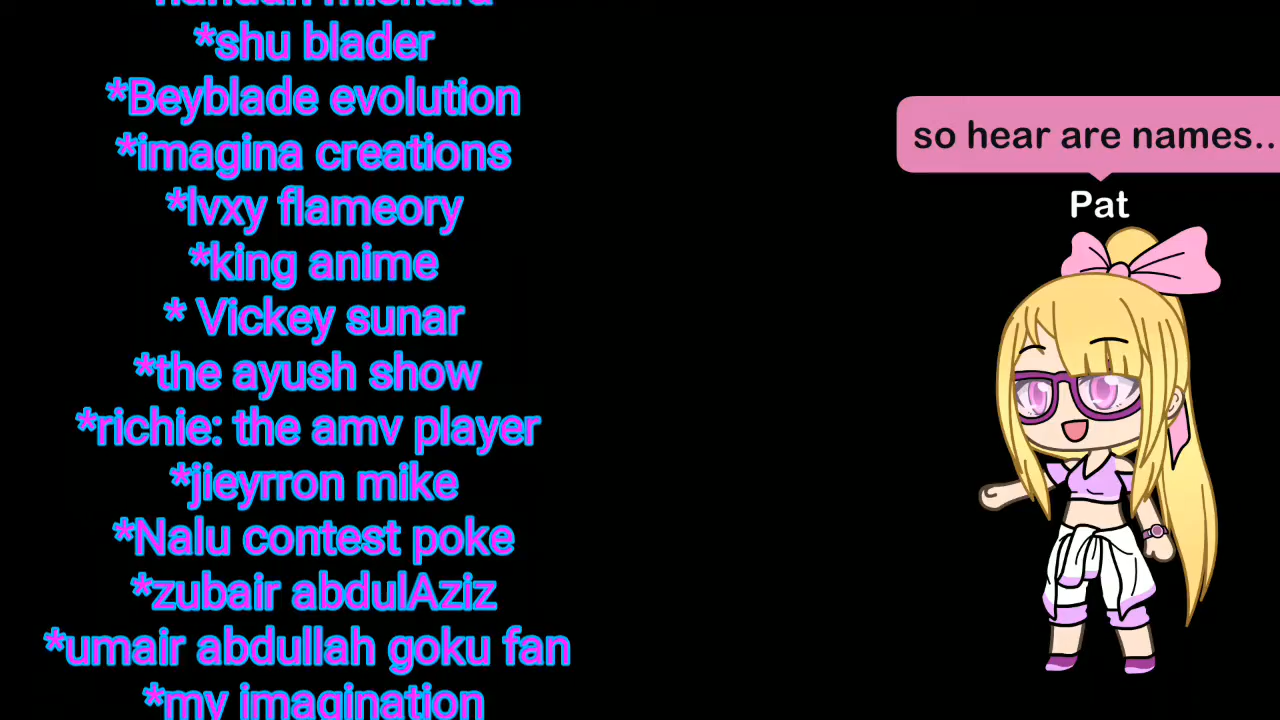 *shu blader
*Beyblade evolution
*imagina creations
*lvxy flameory
*king anime
* Vickey sunar
*the ayush show
*richie: the amv player
*jieyrron mike
*Nalu contest poke
*zubair abdulAziz
*umair abdullah goku fan
*my imagination
so hear are names..
Pat